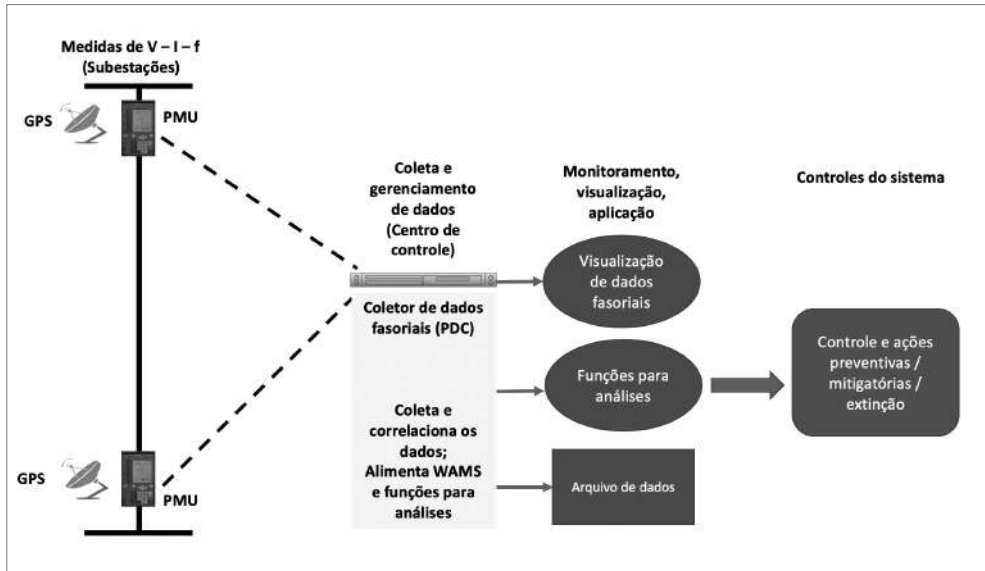 Medidas de V – I – f
(Subestações)
GPS
PMU
Coleta e
gerenciamento
de dados
(Centro de
controle)
Monitoramento,
visualização,
aplicação
Controles do sistema
Visualização
de dados
fasoriais
Coletor de dados
fasoriais (PDC)
Controle e ações
preventivas /
mitigatórias /
extinção
Funções para
análises
Coleta e
correlaciona os
dados;
Alimenta WAMS
e funções para
análises
Arquivo de dados
GPS
PMU